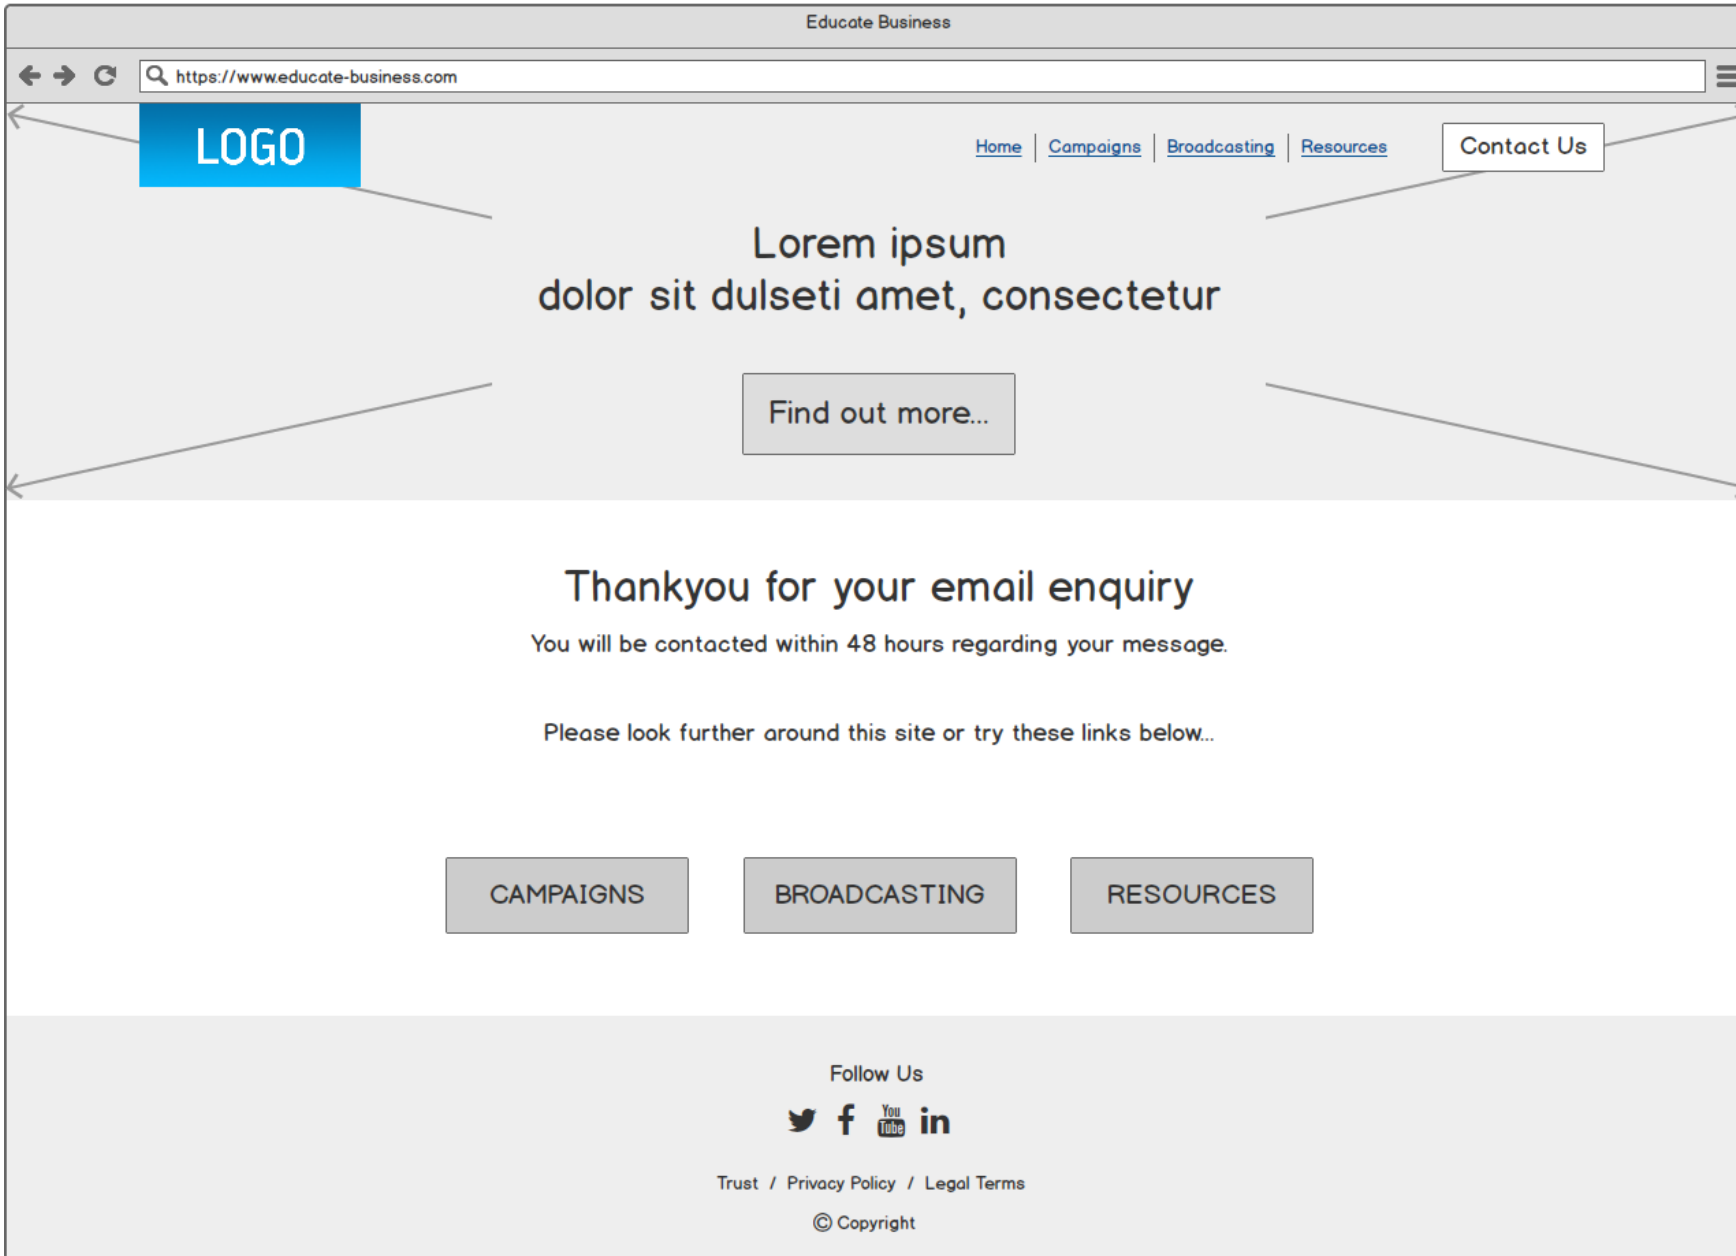 Educate Business
https://www.educate-business.com
LOGO
Home Campaigns Broadcasting Resources Contact Us
Lorem ipsum
dolor sit dulseti amet, consectetur
Find out more...
Thankyou for your email enquiry
You will be contacted within 48 hours regarding your message.
Please look further around this site or try these links below...
CAMPAIGNS BROADCASTING RESOURCES
Follow Us
You Tube in
Trust / Privacy Policy / Legal Terms
© Copyright